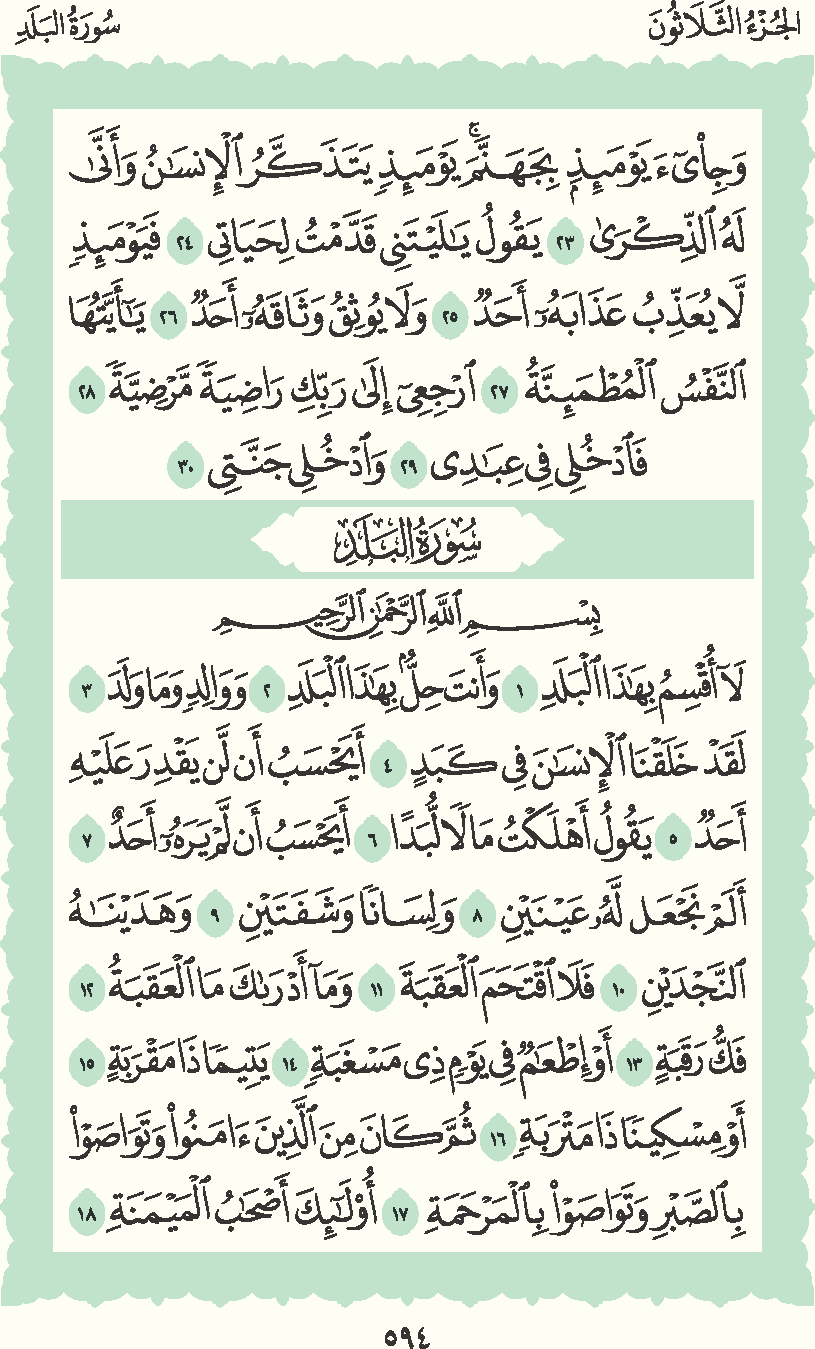 الجُزْءُ الثَّلَاثُونَ
سُورَةُ البَلَدِ
وَجِا۟ىٓءَ يَوْمَئِذِۭ بِجَهَنَّمَۚ يَوْمَئِذٍ يَتَذَكَّرُ ٱلْإِنسَٰنُ وَأَنَّىٰ
لَهُ ٱلذِّكْرَىٰ ٢٣ يَقُولُ يَٰلَيْتَنِى قَدَّمْتُ لِحَيَاتِى ٢٤ فَيَوْمَئِذٍ
لَّا يُعَذِّبُ عَذَابَهُۥٓ أَحَدٌ ٢٥ وَلَا يُوثِقُ وَثَاقَهُۥٓ أَحَدٌ ٢٦ يَٰٓأَيَّتُهَا
ٱلنَّفْسُ ٱلْمُطْمَئِنَّةُ ٢٧ ٱرْجِعِىٓ إِلَىٰ رَبِّكِ رَاضِيَةً مَّرْضِيَّةً ٢٨
فَٱدْخُلِى فِى عِبَٰدِى ٢٩ وَٱدْخُلِى جَنَّتِى ٣٠
سُورَةُ البَلَدِ
بِسْمِ ٱللَّهِ ٱلرَّحْمَٰنِ ٱلرَّحِيمِ
لَآ أُقْسِمُ بِهَٰذَا ٱلْبَلَدِ ١ وَأَنتَ حِلٌّۢ بِهَٰذَا ٱلْبَلَدِ ٢ وَوَالِدٍ وَمَا وَلَدَ ٣
لَقَدْ خَلَقْنَا ٱلْإِنسَٰنَ فِى كَبَدٍ ٤ أَيَحْسَبُ أَن لَّن يَقْدِرَ عَلَيْهِ
أَحَدٌ ٥ يَقُولُ أَهْلَكْتُ مَالًا لُّبَدًا ٦ أَيَحْسَبُ أَن لَّمْ يَرَهُۥٓ أَحَدٌ ٧
أَلَمْ نَجْعَل لَّهُۥ عَيْنَيْنِ ٨ وَلِسَانًا وَشَفَتَيْنِ ٩ وَهَدَيْنَٰهُ
ٱلنَّجْدَيْنِ ١٠ فَلَا ٱقْتَحَمَ ٱلْعَقَبَةَ ١١ وَمَآ أَدْرَىٰكَ مَا ٱلْعَقَبَةُ ١٢
فَكُّ رَقَبَةٍ ١٣ أَوْ إِطْعَٰمٌ فِى يَوْمٍ ذِى مَسْغَبَةٍ ١٤ يَتِيمًا ذَا مَقْرَبَةٍ ١٥
أَوْ مِسْكِينًا ذَا مَتْرَبَةٍ ١٦ ثُمَّ كَانَ مِنَ ٱلَّذِينَ ءَامَنُوا۟ وَتَوَاصَوْا۟
بِٱلصَّبْرِ وَتَوَاصَوْا۟ بِٱلْمَرْحَمَةِ ١٧ أُو۟لَٰٓئِكَ أَصْحَٰبُ ٱلْمَيْمَنَةِ ١٨
٥٩٤